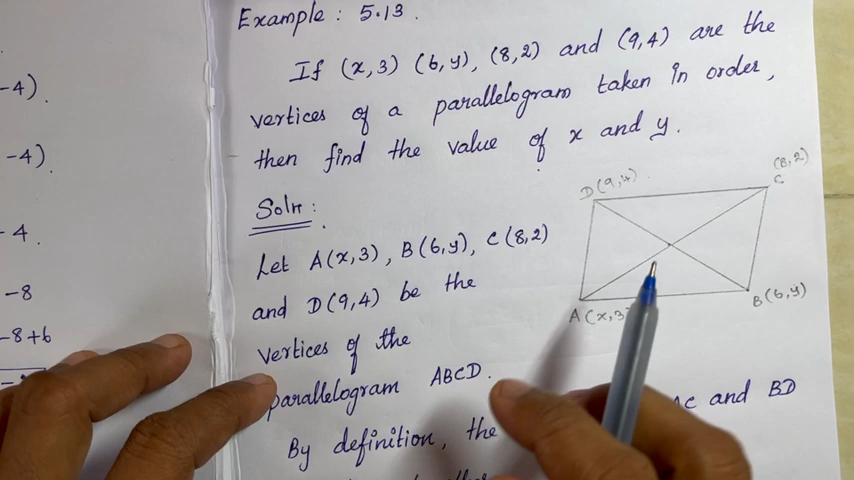 -4).
-4).
-4.
-8
-8+6
Example : 5.13.
If (x,3) (6,y), (8,2) and (9,4) are the
vertices of a parallelogram taken in order,
then find the value of x and y.
Soln :
Let A(x,3), B(6,y), C(8,2)
and D(9,4) be the
vertices of the
parallelogram ABCD.
By definition, the AC and BD
D(9,4)
(8,2)
C
A(x,3)
B(6,y)